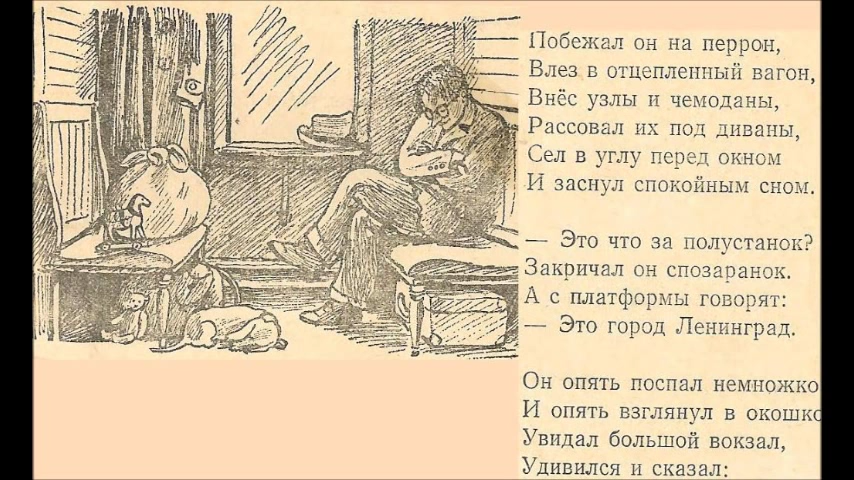 Побежал он на перрон,
Влез в отцепленный вагон,
Внёс узлы и чемоданы,
Рассовал их под диваны,
Сел в углу перед окном
И заснул спокойным сном.
— Это что за полустанок?
Закричал он спозаранок.
А с платформы говорят:
— Это город Ленинград.
Он опять поспал немножко
И опять взглянул в окошко
Увидал большой вокзал,
Удивился и сказал: